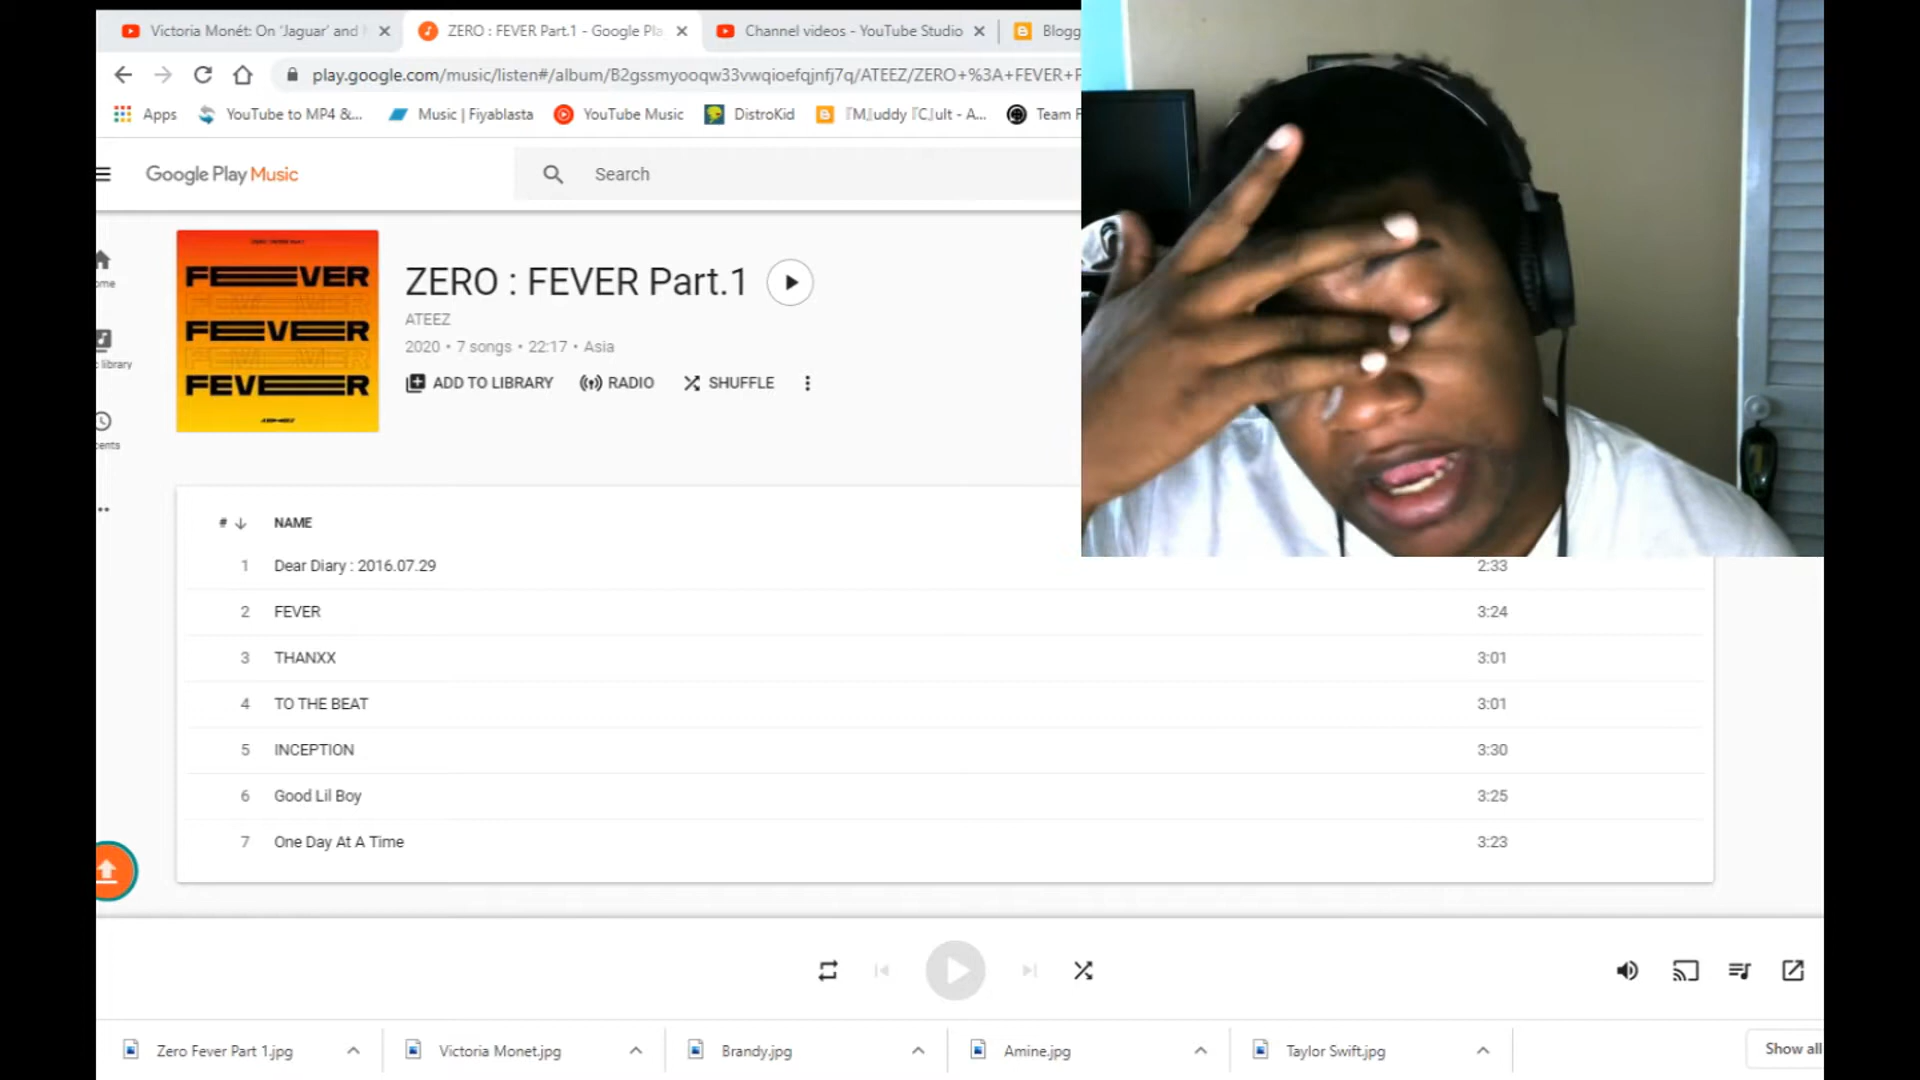 Victoria Monét: On 'Jaguar' and
ZERO : FEVER Part.1 - Google Pla
Channel videos - YouTube Studio
Blogg
play.google.com/music/listen#/album/B2gssmyooqw33vwqioefqjnfj7q/ATEEZ/ZERO+%3A+FEVER+F
Apps
YouTube to MP4 &...
Music | Fiyablasta
YouTube Music
DistroKid
『M』uddy 『C』ult - A...
Team F
Google Play Music
Search
ome
library
ents
FEVER
FEVER
FEVER
ZERO : FEVER Part.1
ATEEZ
2020 • 7 songs • 22:17 • Asia
ADD TO LIBRARY
RADIO
SHUFFLE
# NAME
1 Dear Diary : 2016.07.29 2:33
2 FEVER 3:24
3 THANXX 3:01
4 TO THE BEAT 3:01
5 INCEPTION 3:30
6 Good Lil Boy 3:25
7 One Day At A Time 3:23
Zero Fever Part 1.jpg
Victoria Monet.jpg
Brandy.jpg
Amine.jpg
Taylor Swift.jpg
Show all